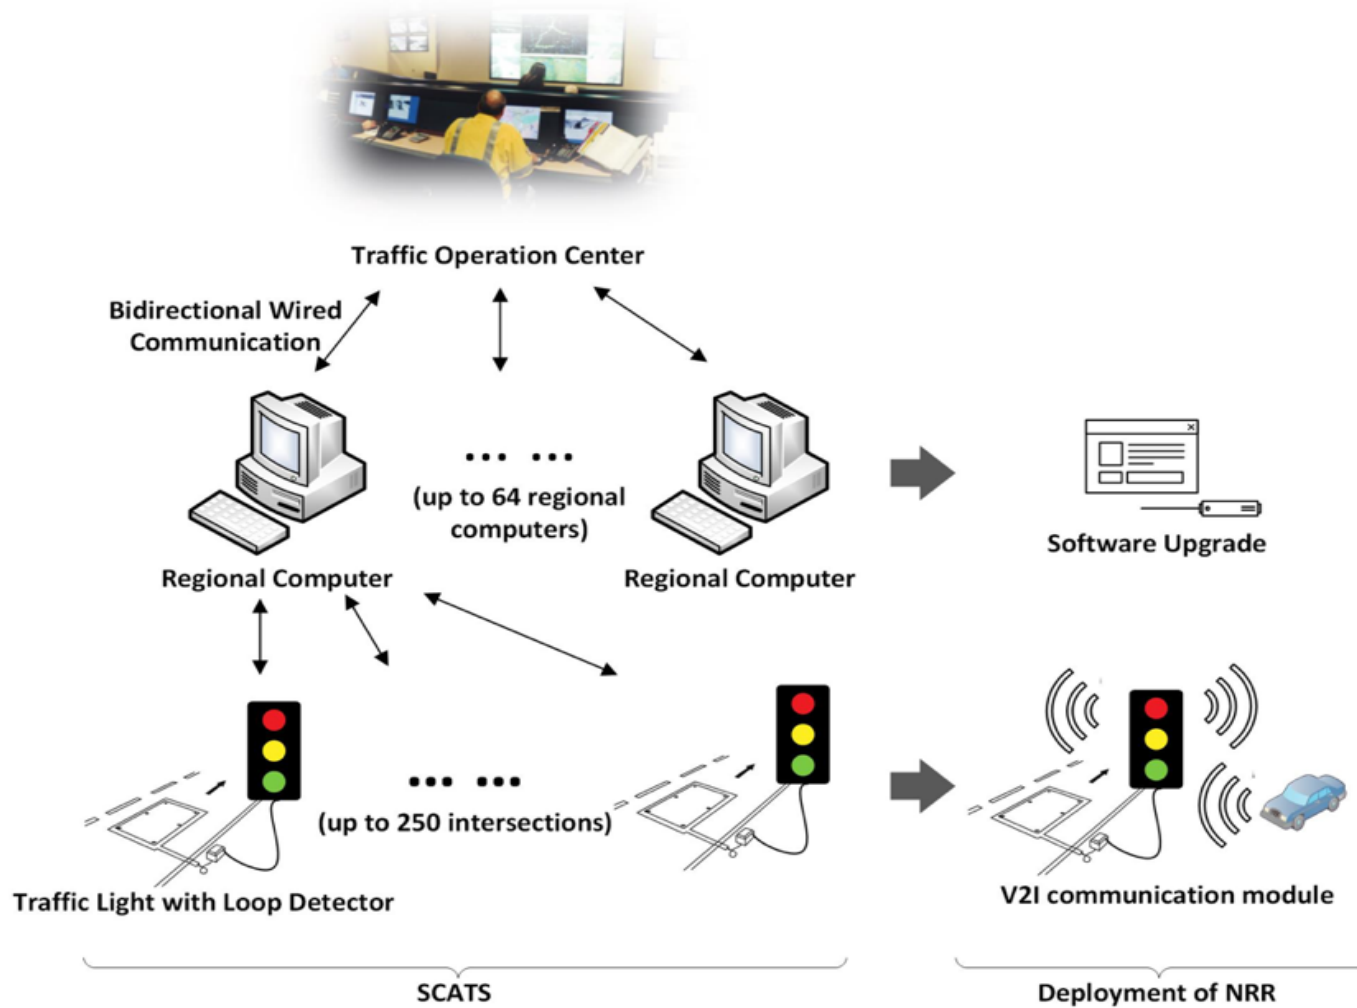 Traffic Operation Center
Bidirectional Wired
Communication
... ...
(up to 64 regional
computers)
Regional Computer
Regional Computer
Software Upgrade
... ...
(up to 250 intersections)
Traffic Light with Loop Detector
V2I communication module
SCATS
Deployment of NRR